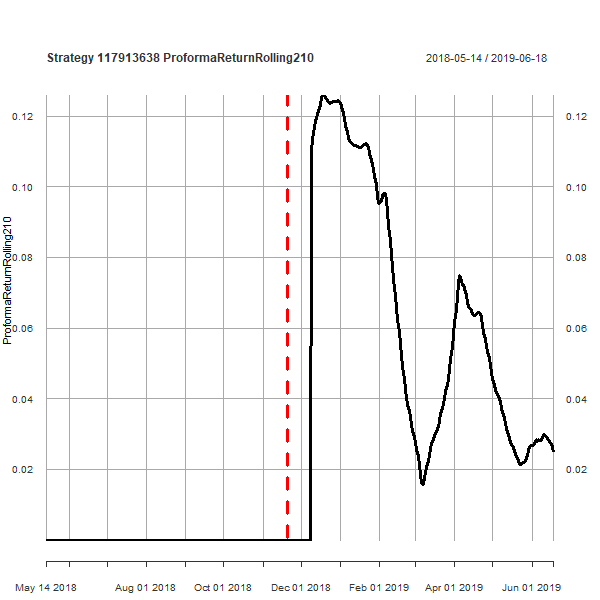 Strategy 117913638 ProformaReturnRolling210
2018-05-14 / 2019-06-18
ProformaReturnRolling210
0.12
0.10
0.08
0.06
0.04
0.02
0.12
0.10
0.08
0.06
0.04
0.02
May 14 2018
Aug 01 2018
Oct 01 2018
Dec 01 2018
Feb 01 2019
Apr 01 2019
Jun 01 2019